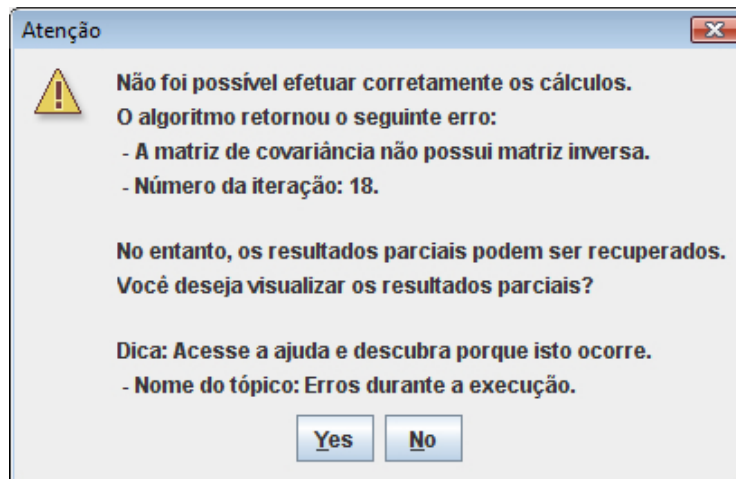 Atenção
Não foi possível efetuar corretamente os cálculos.
O algoritmo retornou o seguinte erro:
- A matriz de covariância não possui matriz inversa.
- Número da iteração: 18.
No entanto, os resultados parciais podem ser recuperados.
Você deseja visualizar os resultados parciais?
Dica: Acesse a ajuda e descubra porque isto ocorre.
- Nome do tópico: Erros durante a execução.
Yes No